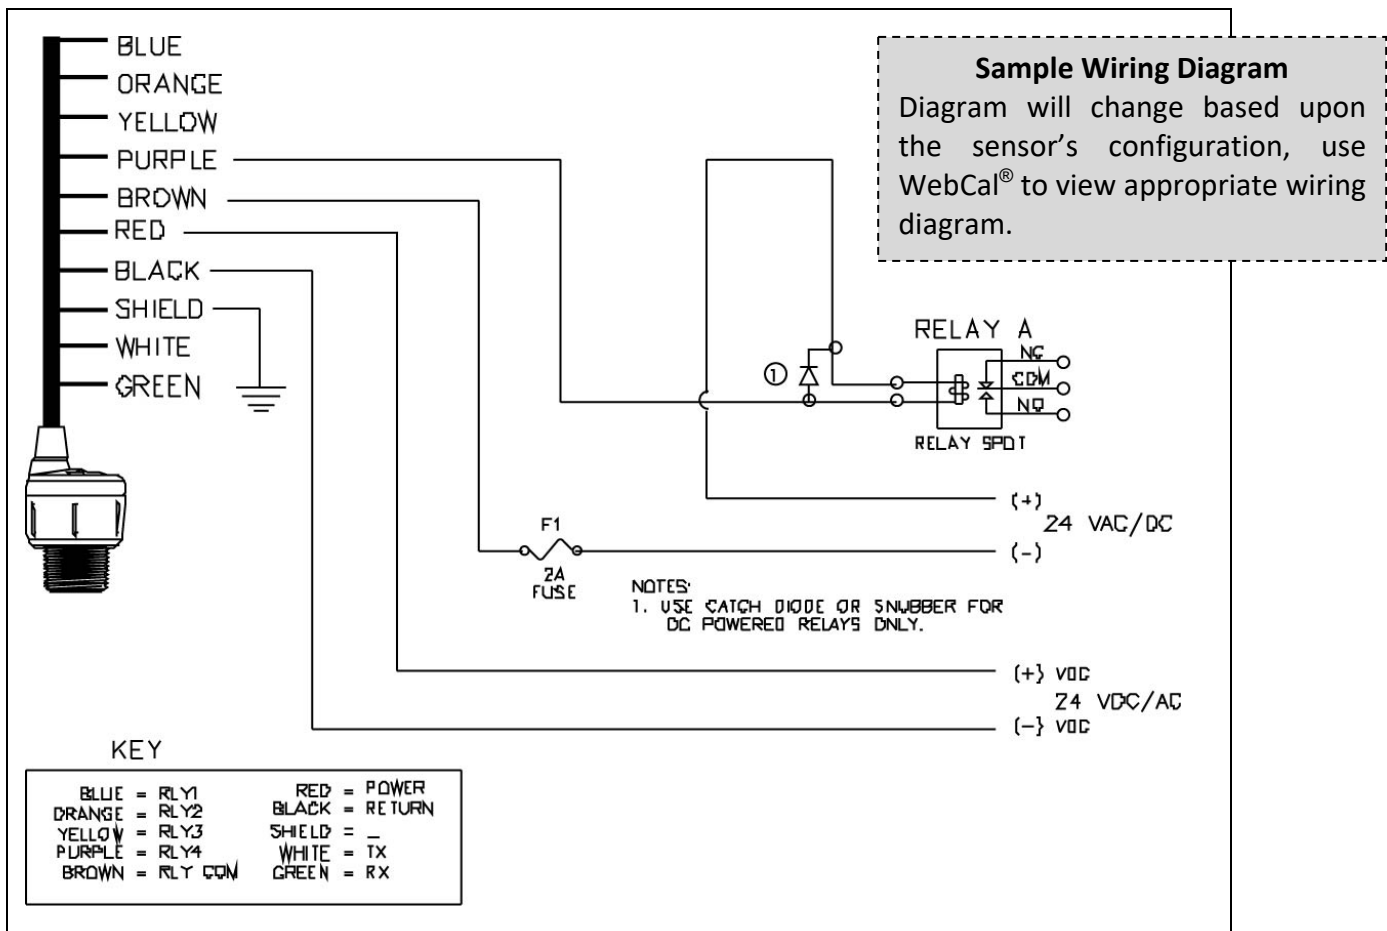 BLUE
ORANGE
YELLOW
PURPLE
BROWN
RED
BLACK
SHIELD
WHITE
GREEN
Sample Wiring Diagram
Diagram will change based upon
the sensor's configuration, use
WebCal® to view appropriate wiring
diagram.
RELAY A
NC
COM
NO
RELAY SPDT
1
(+)
24 VAC/DC
(-)
F1
2A
FUSE
NOTES:
1. USE CATCH DIODE OR SNUBBER FOR
DC POWERED RELAYS ONLY.
(+) VDC
24 VDC/AC
(-) VDC
KEY
BLUE = RLY1
ORANGE = RLY2
YELLOW = RLY3
PURPLE = RLY4
BROWN = RLY COM
RED = POWER
BLACK = RETURN
SHIELD = _
WHITE = TX
GREEN = RX